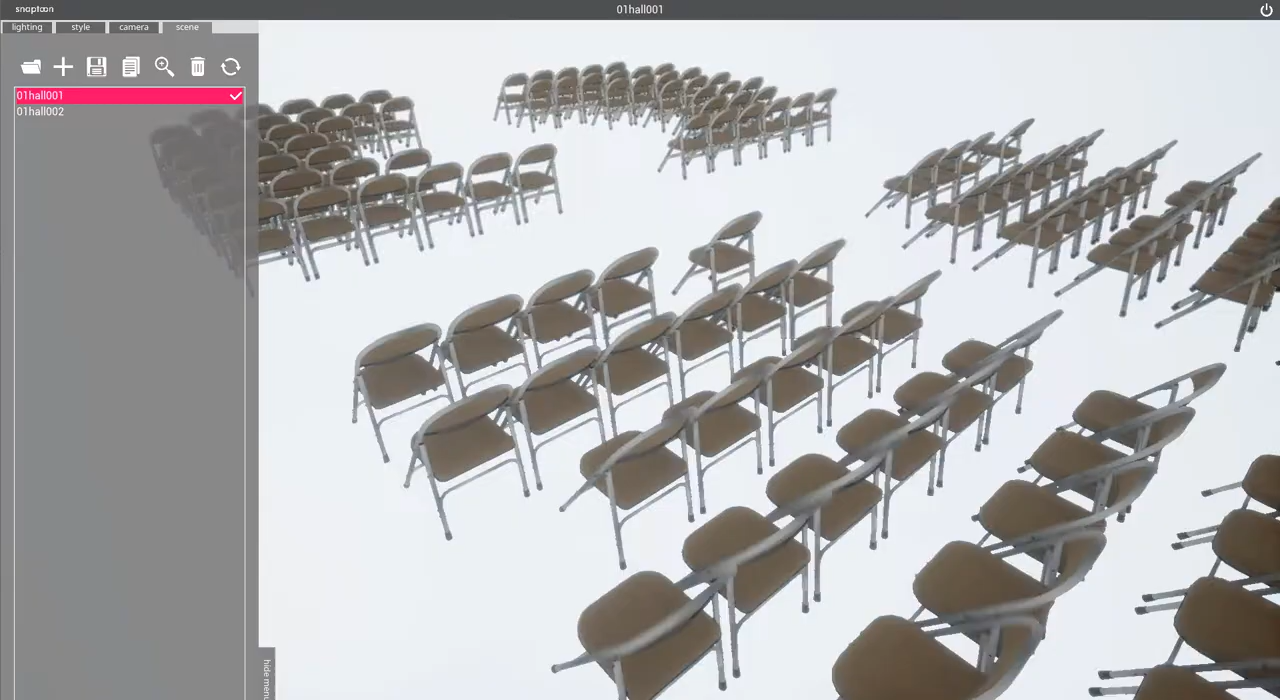 snaptoon
01hall001
lighting
style
camera
scene
01hall001
01hall002
hide menu